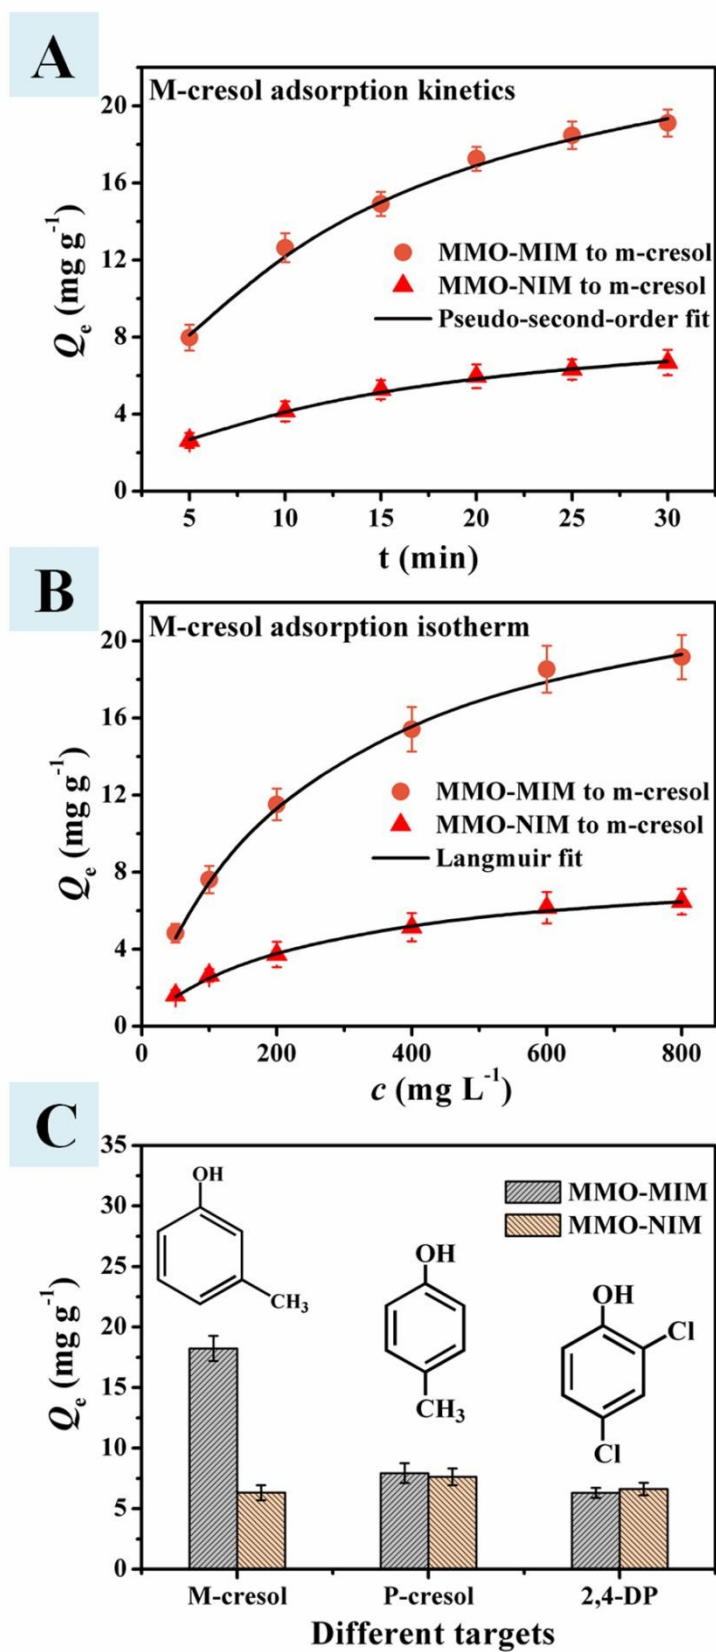 A
M-cresol adsorption kinetics
20
16
12
8
4
0
Qe (mg g-1)
MMO-MIM to m-cresol
MMO-NIM to m-cresol
Pseudo-second-order fit
5 10 15 20 25 30
t (min)
B
M-cresol adsorption isotherm
20
16
12
8
4
0
Qe (mg g-1)
MMO-MIM to m-cresol
MMO-NIM to m-cresol
Langmuir fit
0 200 400 600 800
c (mg L-1)
C
35
30
25
20
15
10
5
0
Qe (mg g-1)
MMO-MIM
MMO-NIM
OH
CH3
OH
CH3
OH
Cl
Cl
M-cresol P-cresol 2,4-DP
Different targets